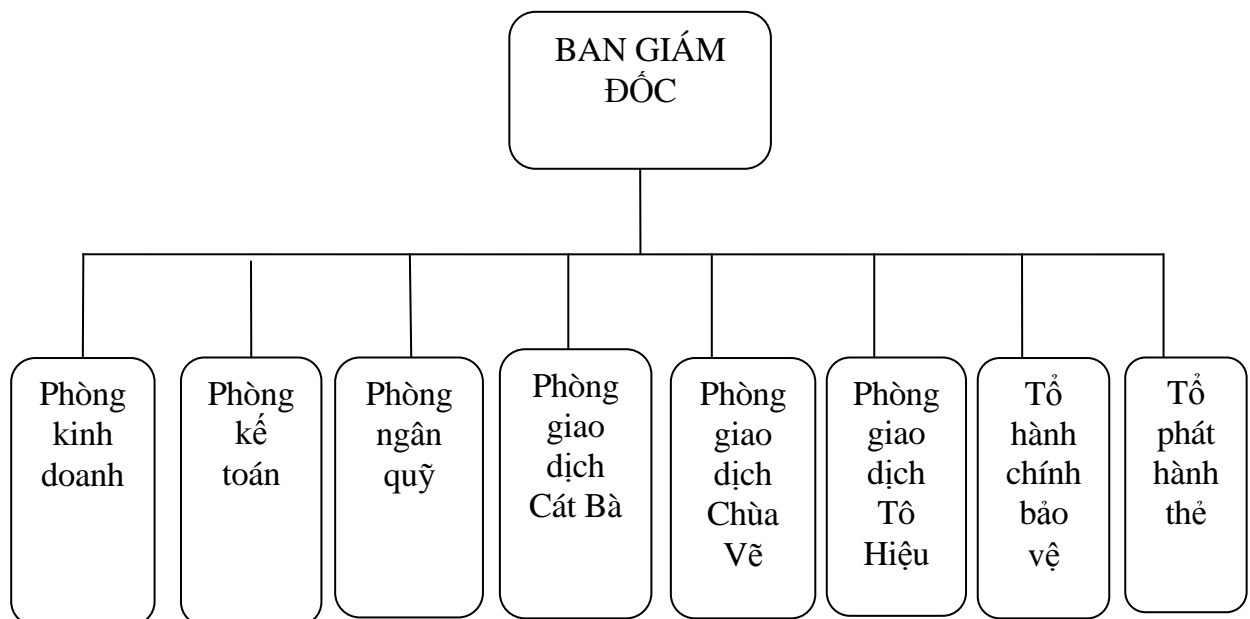 BAN GIÁM
ĐỐC
Phòng
kinh
doanh
Phòng
kế
toán
Phòng
ngân
quỹ
Phòng
giao
dịch
Cát Bà
Phòng
giao
dịch
Chùa
Vẽ
Phòng
giao
dịch
Tô
Hiệu
Tổ
hành
chính
bảo
vệ
Tổ
phát
hành
thẻ